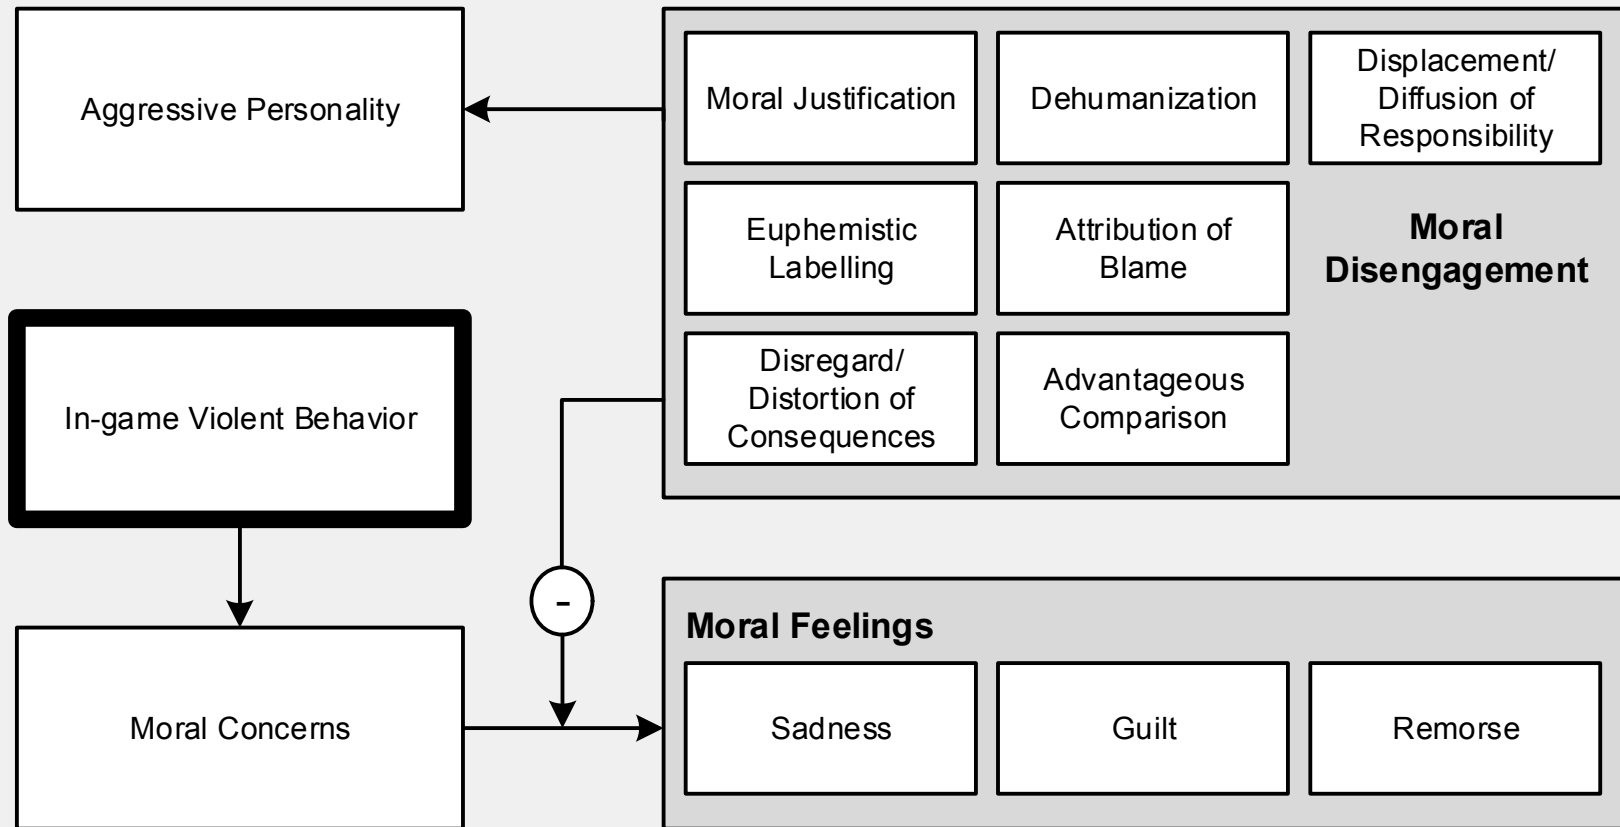 Aggressive Personality
Moral Justification
Dehumanization
Displacement/
Diffusion of
Responsibility
Euphemistic
Labelling
Attribution of
Blame
Moral
Disengagement
Disregard/
Distortion of
Consequences
Advantageous
Comparison
In-game Violent Behavior
-
Moral Concerns
Moral Feelings
Sadness
Guilt
Remorse